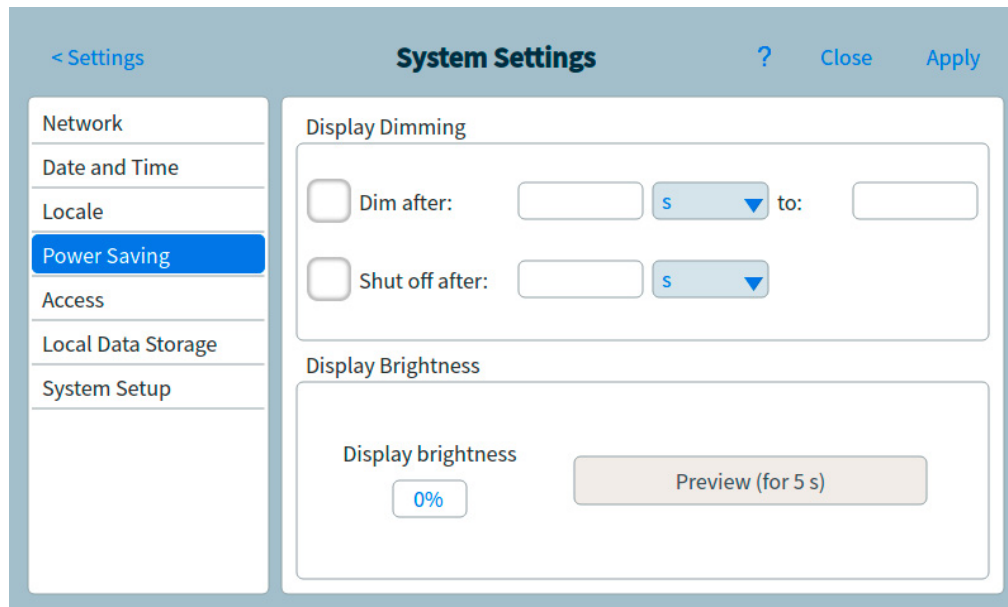 < Settings System Settings ? Close Apply
Network
Date and Time
Locale
Power Saving
Access
Local Data Storage
System Setup
Display Dimming
Dim after: s to:
Shut off after: s
Display Brightness
Display brightness
0%
Preview (for 5 s)